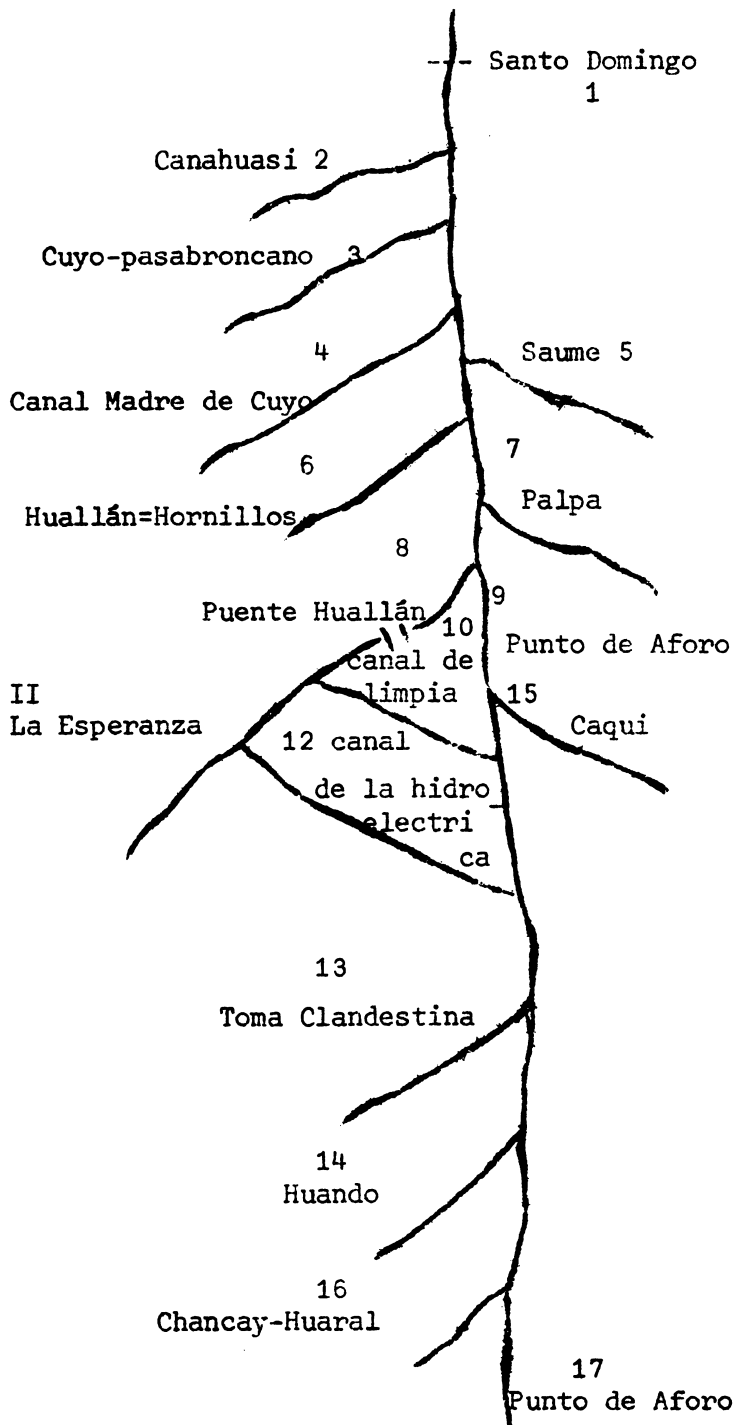 Santo Domingo
1
Canahuasi 2
Cuyo-pasabroncano 3
4
Saume 5
Canal Madre de Cuyo
6
7
Huallán=Hornillos
Palpa
8
9
Puente Huallán
10
canal de
limpia
Punto de Aforo
II
La Esperanza
15
Caqui
12 canal
de la hidro
electri
ca
13
Toma Clandestina
14
Huando
16
Chancay-Huaral
17
Punto de Aforo